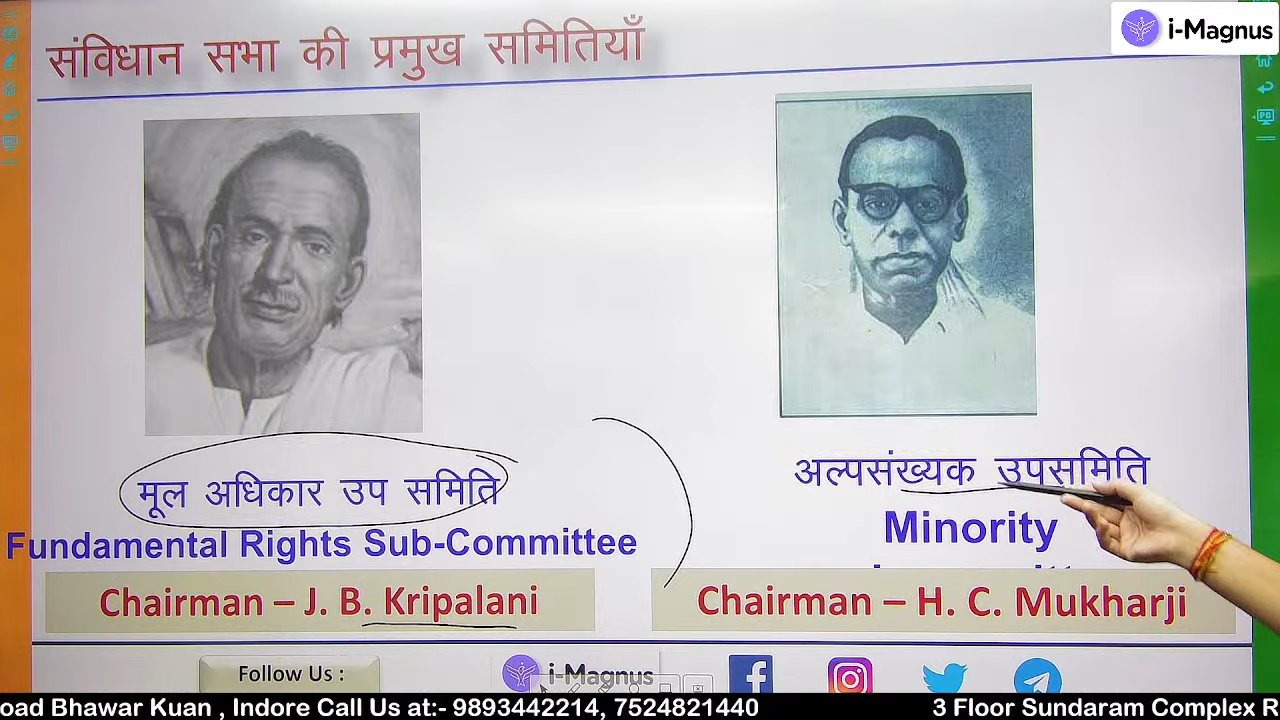 i-Magnus
संविधान सभा की प्रमुख समितियाँ
मूल अधिकार उप समिति
Fundamental Rights Sub-Committee
Chairman – J. B. Kripalani
अल्पसंख्यक उपसमिति
Minority
Chairman – H. C. Mukharji
Follow Us :
i-Magnus
oad Bhawar Kuan , Indore Call Us at:- 9893442214, 7524821440
3 Floor Sundaram Complex R